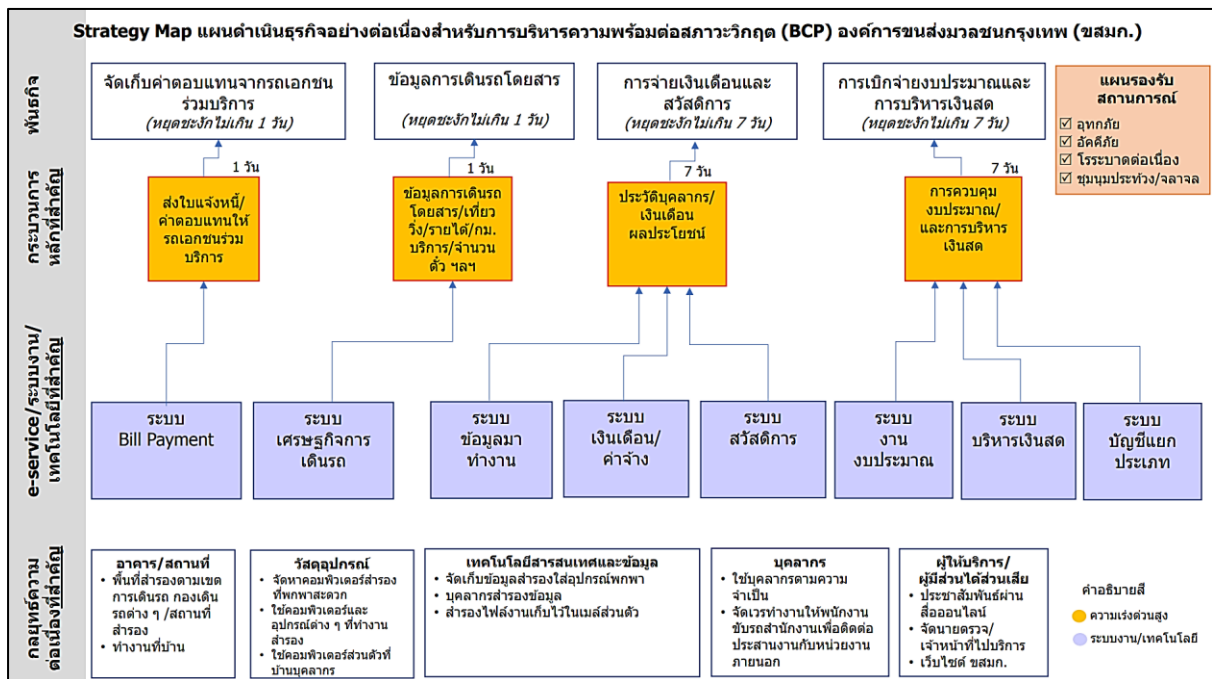 Strategy Map แผนดำเนินธุรกิจอย่างต่อเนื่องสำหรับการบริหารความพร้อมต่อสภาวะวิกฤต (BCP) องค์การขนส่งมวลชนกรุงเทพ (ขสมก.)
พันธกิจ
จัดเก็บค่าตอบแทนจากรถเอกชน
ร่วมบริการ
(หยุดชะงักไม่เกิน 1 วัน)
ข้อมูลการเดินรถโดยสาร
(หยุดชะงักไม่เกิน 1 วัน)
การจ่ายเงินเดือนและ
สวัสดิการ
(หยุดชะงักไม่เกิน 7 วัน)
การเบิกจ่ายงบประมาณและ
การบริหารเงินสด
(หยุดชะงักไม่เกิน 7 วัน)
แผนรองรับ
สถานการณ์
☑ อุทกภัย
☑ อัคคีภัย
☑ โรระบาดต่อเนื่อง
☑ ชุมนุมประท้วง/จลาจล
กระบวนการ
หลักที่สำคัญ
1 วัน
ส่งใบแจ้งหนี้/
ค่าตอบแทนให้
รถเอกชนร่วม
บริการ
1 วัน
ข้อมูลการเดินรถ
โดยสาร/เที่ยว
วิ่ง/รายได้/กม.
บริการ/จำนวน
ตั๋ว ฯลฯ
7 วัน
ประวัติบุคลากร/
เงินเดือน
ผลประโยชน์
7 วัน
การควบคุม
งบประมาณ/
และการบริหาร
เงินสด
e-service/ระบบงาน/
เทคโนโลยีที่สำคัญ
ระบบ
Bill Payment
ระบบ
เศรษฐกิจการ
เดินรถ
ระบบ
ข้อมูลมา
ทำงาน
ระบบ
เงินเดือน/
ค่าจ้าง
ระบบ
สวัสดิการ
ระบบ
งาน
งบประมาณ
ระบบ
บริหารเงินสด
ระบบ
บัญชีแยก
ประเภท
กลยุทธ์ความ
ต่อเนื่องที่สำคัญ
อาคาร/สถานที่
• พื้นที่สำรองตามเขต
การเดินรถ กองเดิน
รถต่าง ๆ /สถานที่
สำรอง
• ทำงานที่บ้าน
วัสดุอุปกรณ์
• จัดหาคอมพิวเตอร์สำรอง
ที่พกพาสะดวก
• ใช้คอมพิวเตอร์และ
อุปกรณ์ต่าง ๆ ที่ทำงาน
สำรอง
• ใช้คอมพิวเตอร์ส่วนตัวที่
บ้านบุคลากร
เทคโนโลยีสารสนเทศและข้อมูล
• จัดเก็บข้อมูลสำรองใส่อุปกรณ์พกพา
• บุคลากรสำรองข้อมูล
• สำรองไฟล์งานเก็บไว้ในเมล์ส่วนตัว
บุคลากร
• ใช้บุคลากรตามความ
จำเป็น
• จัดเวรทำงานให้พนักงาน
ขับรถสำนักงานเพื่อติดต่อ
ประสานงานกับหน่วยงาน
ภายนอก
ผู้ให้บริการ/
ผู้มีส่วนได้ส่วนเสีย
• ประชาสัมพันธ์ผ่าน
สื่อออนไลน์
• จัดนายตรวจ/
เจ้าหน้าที่ไปบริการ
• เว็บไซต์ ขสมก.
คำอธิบายสี
ความเร่งด่วนสูง
ระบบงาน/เทคโนโลยี